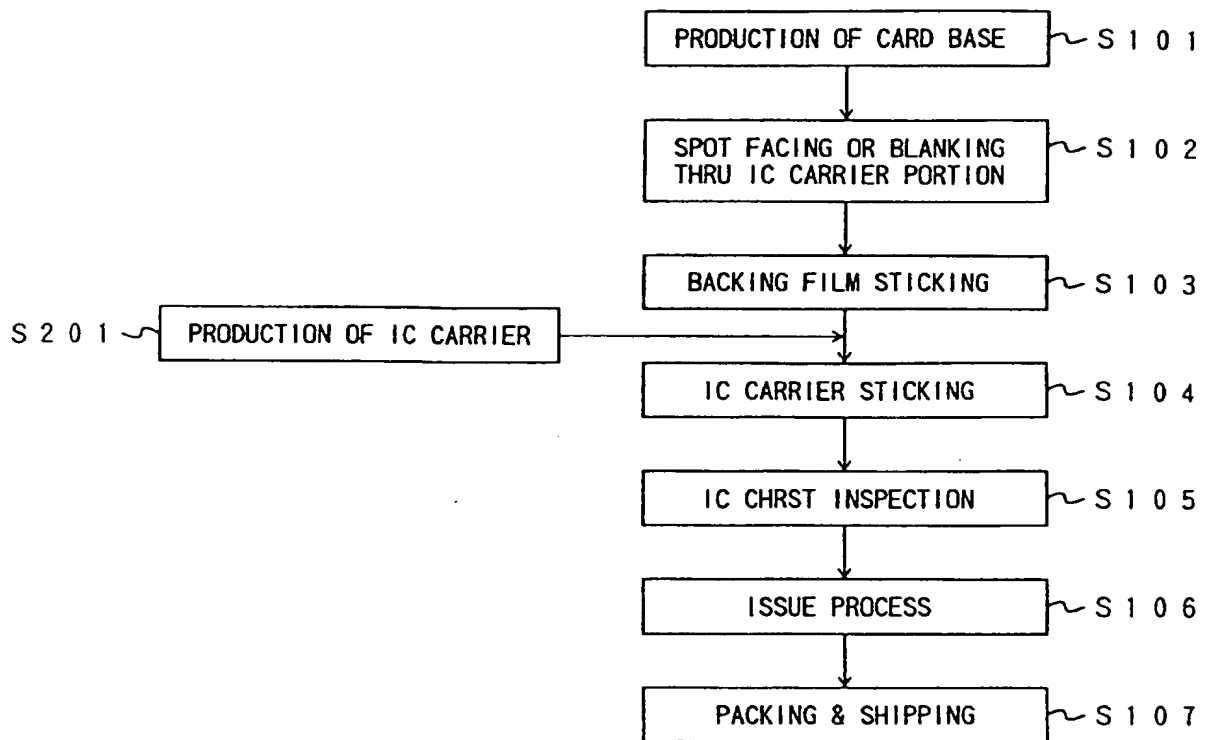 PRODUCTION OF CARD BASE S101
SPOT FACING OR BLANKING
THRU IC CARRIER PORTION S102
BACKING FILM STICKING S103
S201 PRODUCTION OF IC CARRIER
IC CARRIER STICKING S104
IC CHRST INSPECTION S105
ISSUE PROCESS S106
PACKING & SHIPPING S107